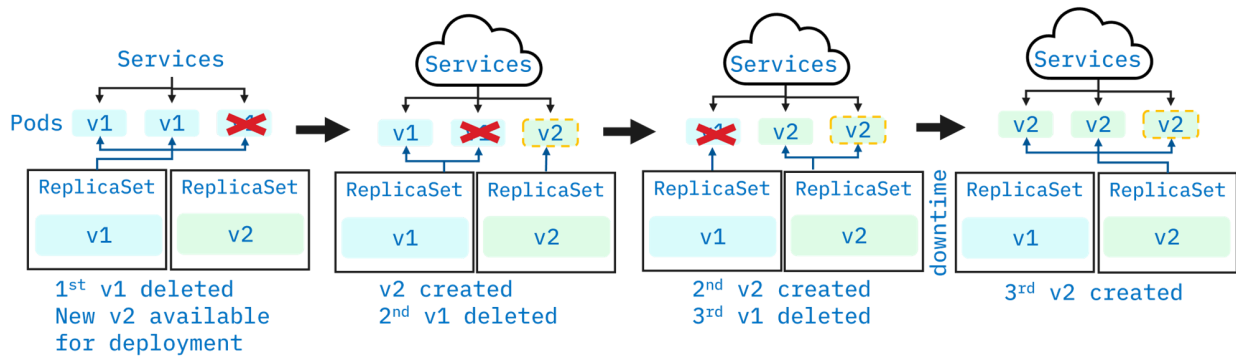 Services
Pods v1 v1
ReplicaSet ReplicaSet
v1 v2
1st v1 deleted
New v2 available
for deployment
Services
v1 v2
ReplicaSet ReplicaSet
v1 v2
v2 created
2nd v1 deleted
Services
v2 v2
ReplicaSet ReplicaSet
v1 v2
2nd v2 created
3rd v1 deleted
downtime
Services
v2 v2 v2
ReplicaSet ReplicaSet
v1 v2
3rd v2 created